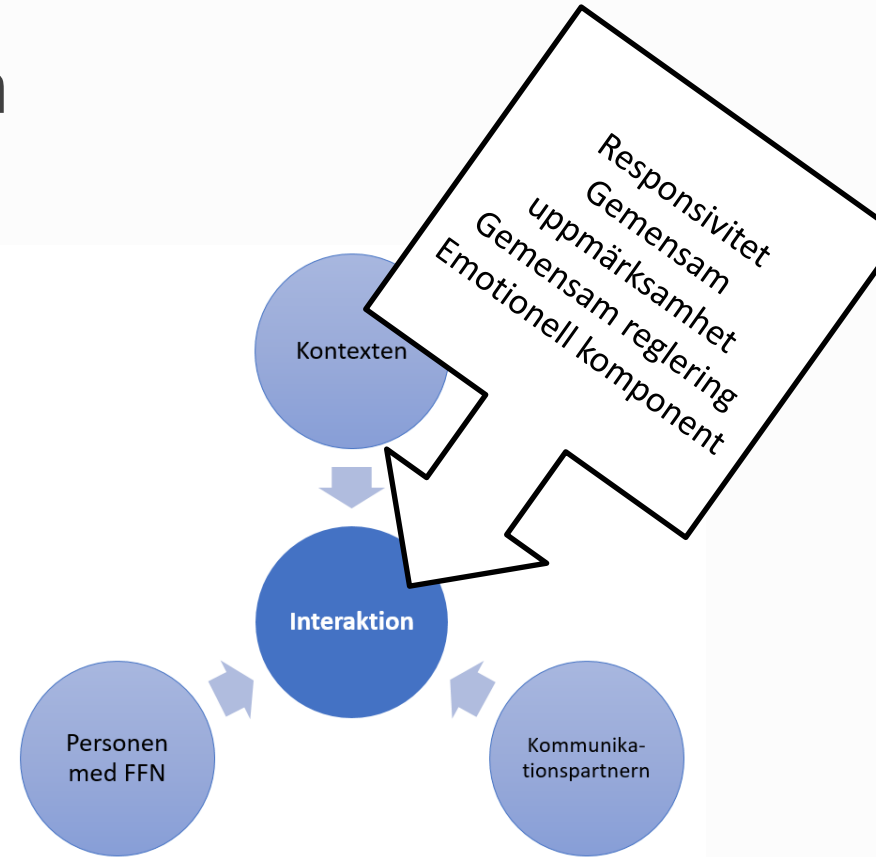 Responsivitet
Gemensam
uppmärksamhet
Gemensam reglering
Emotionell komponent
Kontexten
Interaktion
Personen
med FFN
Kommunika-
tionspartnern